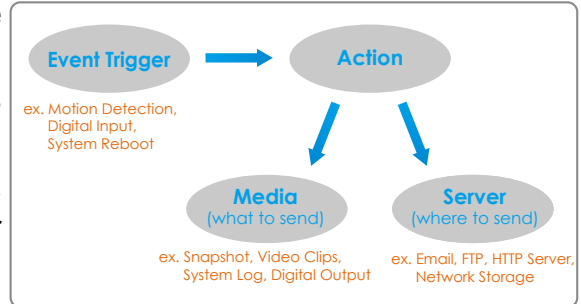 Event Trigger
Action
ex. Motion Detection,
Digital Input,
System Reboot
Media
(what to send)
Server
(where to send)
ex. Snapshot, Video Clips,
System Log, Digital Output
ex. Email, FTP, HTTP Server,
Network Storage